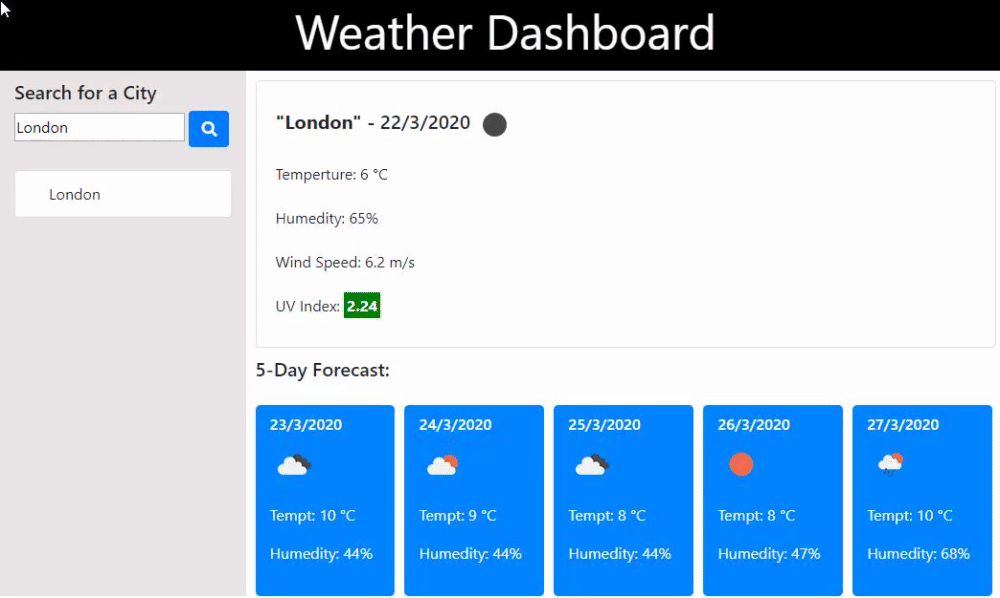 Weather Dashboard
Search for a City
London
London
"London" - 22/3/2020
Temperture: 6 °C
Humedity: 65%
Wind Speed: 6.2 m/s
UV Index: 2.24
5-Day Forecast:
23/3/2020
Tempt: 10 °C
Humedity: 44%
24/3/2020
Tempt: 9 °C
Humedity: 44%
25/3/2020
Tempt: 8 °C
Humedity: 44%
26/3/2020
Tempt: 8 °C
Humedity: 47%
27/3/2020
Tempt: 10 °C
Humedity: 68%